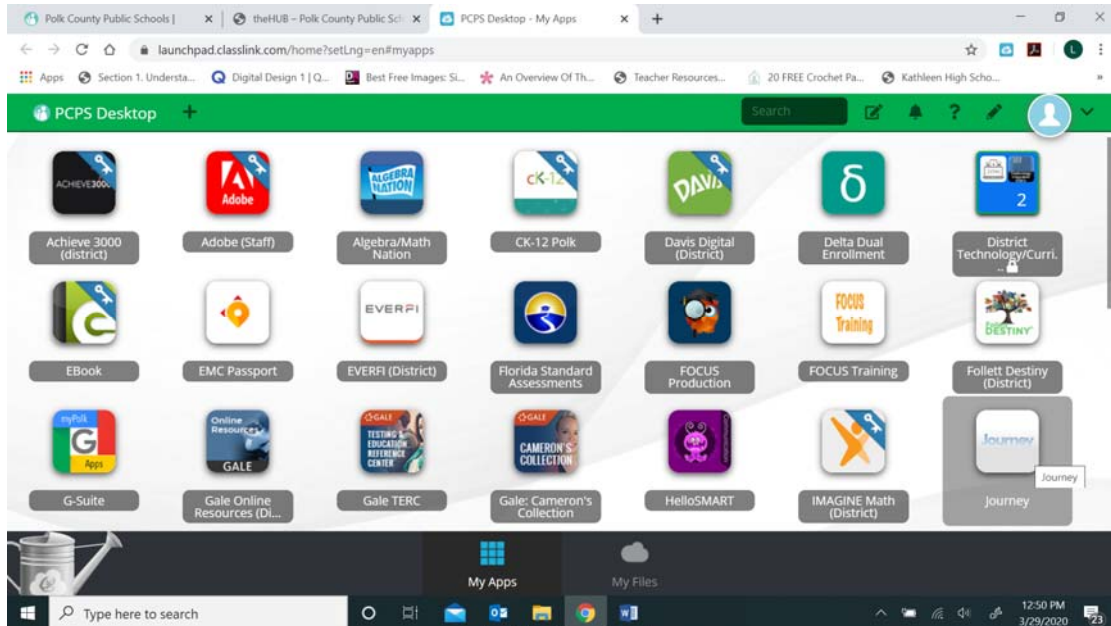 Polk County Public Schools |
theHUB – Polk County Public Sch
PCPS Desktop - My Apps
launchpad.classlink.com/home?setLng=en#myapps
Apps
Section 1. Understa...
Digital Design 1 | Q...
Best Free Images: Si...
An Overview Of Th...
Teacher Resources...
20 FREE Crochet Pa...
Kathleen High Scho...
L
PCPS Desktop
Search
ACHIEVE3000
Adobe
ALGEBRA
NATION
cK-12
DAVIS
δ
2
Achieve 3000
(district)
Adobe (Staff)
Algebra/Math
Nation
CK-12 Polk
Davis Digital
(District)
Delta Dual
Enrollment
District
Technology/Curri.
..
EVERFI
FOCUS
Training
Follett
DESTINY
EBook
EMC Passport
EVERFI (District)
Florida Standard
Assessments
FOCUS
Production
FOCUS Training
Follett Destiny
(District)
myPolk
G
Apps
Online
Resources
GALE
GALE
TESTING &
EDUCATION
REFERENCE
CENTER
GALE
CAMERON'S
COLLECTION
Journey
Journey
G-Suite
Gale Online
Resources (Di...
Gale TERC
Gale: Cameron's
Collection
HelloSMART
IMAGINE Math
(District)
Journey
My Apps
My Files
Type here to search
12:50 PM
3/29/2020
23